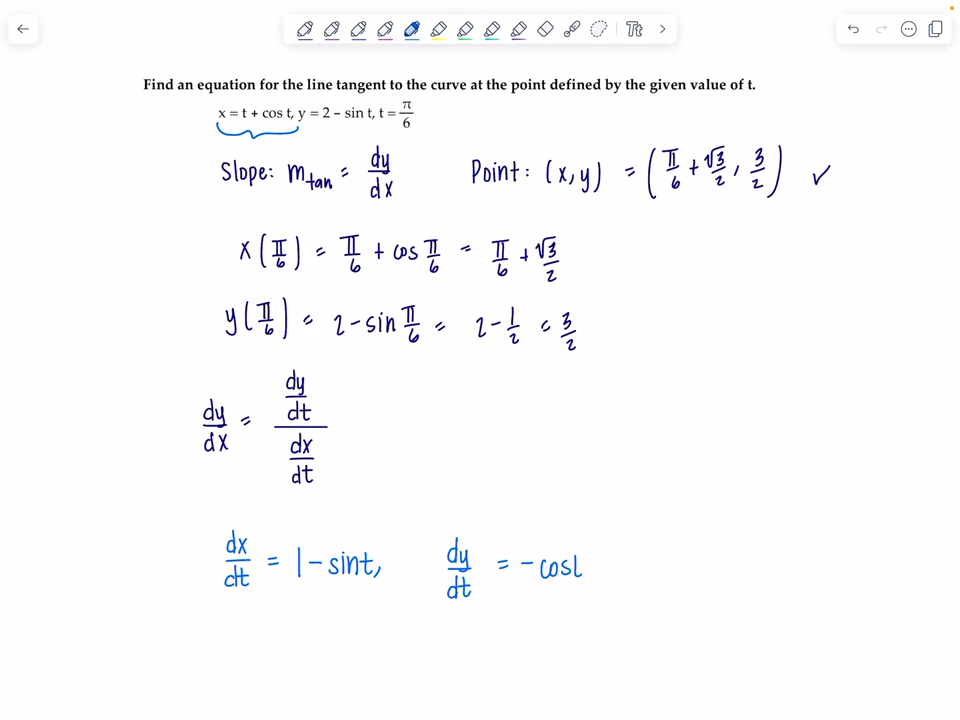 Tt
Find an equation for the line tangent to the curve at the point defined by the given value of t.
x = t + cos t, y = 2 – sin t, t = π/6
Slope: m_tan = dy/dx Point: (x, y) = (π/6 + √3/2, 3/2) ✓
x(π/6) = π/6 + cos π/6 = π/6 + √3/2
y(π/6) = 2 - sin π/6 = 2 - 1/2 = 3/2
dy/dx = (dy/dt)/(dx/dt)
dx/dt = 1 - sint, dy/dt = - cosl